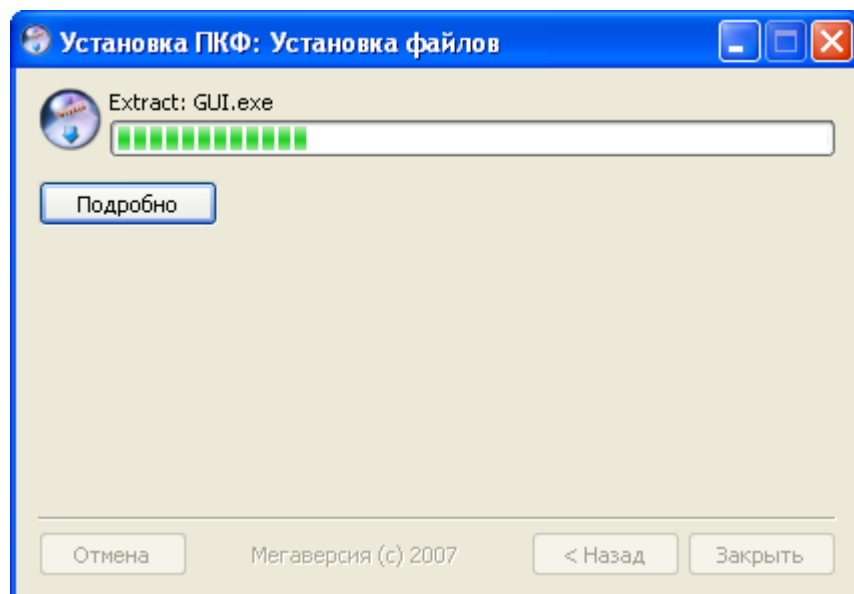 Установка ПКФ: Установка файлов
Extract: GUI.exe
Подробно
Отмена
Мегаверсия (c) 2007
< Назад
Закрыть